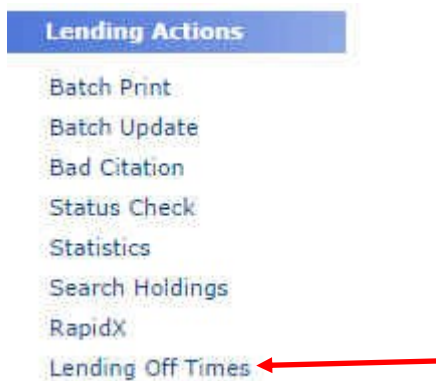 Lending Actions
Batch Print
Batch Update
Bad Citation
Status Check
Statistics
Search Holdings
RapidX
Lending Off Times